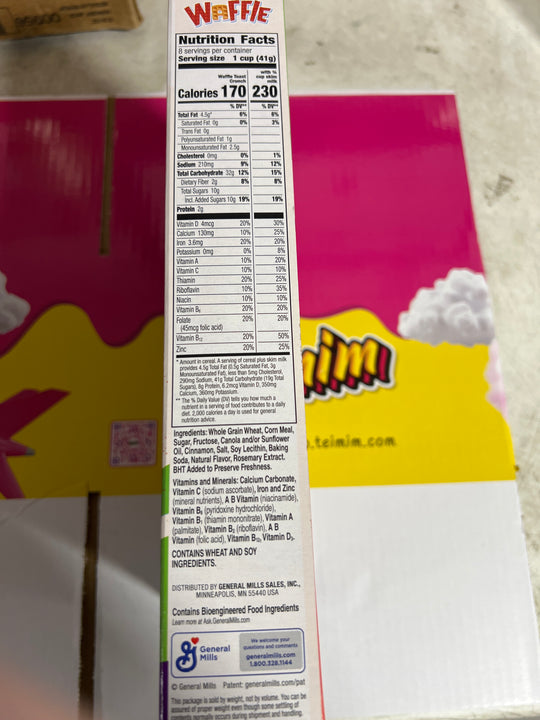 WAFFLE
Nutrition Facts
8 servings per container
Serving size 1 cup (41g)
Waffle Toast Crunch
with ¾ cup skim milk
Calories 170 230
% DV** % DV**
Total Fat 4.5g* 6% 6%
Saturated Fat 0g 0% 3%
Trans Fat 0g
Polyunsaturated Fat 1g
Monounsaturated Fat 2.5g
Cholesterol 0mg 0% 1%
Sodium 210mg 9% 12%
Total Carbohydrate 32g 12% 15%
Dietary Fiber 2g 8% 8%
Total Sugars 10g
Incl. Added Sugars 10g 19% 19%
Protein 2g
Vitamin D 4mcg 20% 30%
Calcium 130mg 10% 25%
Iron 3.6mg 20% 20%
Potassium 0mg 0% 8%
Vitamin A 10% 20%
Vitamin C 10% 10%
Thiamin 20% 25%
Riboflavin 10% 35%
Niacin 10% 10%
Vitamin B₆ 20% 20%
Folate 20% 20%
(45mcg folic acid)
Vitamin B₁₂ 20% 50%
Zinc 20% 25%
* Amount in cereal. A serving of cereal plus skim milk
provides 4.5g Total Fat (0.5g Saturated Fat, 3g
Monounsaturated Fat), less than 5mg Cholesterol,
290mg Sodium, 41g Total Carbohydrate (19g Total
Sugars), 8g Protein, 6.2mcg Vitamin D, 350mg
Calcium, 360mg Potassium.
** The % Daily Value (DV) tells you how much a
nutrient in a serving of food contributes to a daily
diet. 2,000 calories a day is used for general
nutrition advice.
Ingredients: Whole Grain Wheat, Corn Meal,
Sugar, Fructose, Canola and/or Sunflower
Oil, Cinnamon, Salt, Soy Lecithin, Baking
Soda, Natural Flavor, Rosemary Extract.
BHT Added to Preserve Freshness.
Vitamins and Minerals: Calcium Carbonate,
Vitamin C (sodium ascorbate), Iron and Zinc
(mineral nutrients), A B Vitamin (niacinamide),
Vitamin B₆ (pyridoxine hydrochloride),
Vitamin B₁ (thiamin mononitrate), Vitamin A
(palmitate), Vitamin B₂ (riboflavin), A B
Vitamin (folic acid), Vitamin B₁₂, Vitamin D₃.
CONTAINS WHEAT AND SOY
INGREDIENTS.
DISTRIBUTED BY GENERAL MILLS SALES, INC.,
MINNEAPOLIS, MN 55440 USA
Contains Bioengineered Food Ingredients
Learn more at Ask.GeneralMills.com
General
Mills
We welcome your
questions and comments
generalmills.com
1.800.328.1144
© General Mills Patent: generalmills.com/pat
This package is sold by weight, not by volume. You can be
assured of proper weight even though some settling of
contents normally occurs during shipment and handling.
.teimim.com